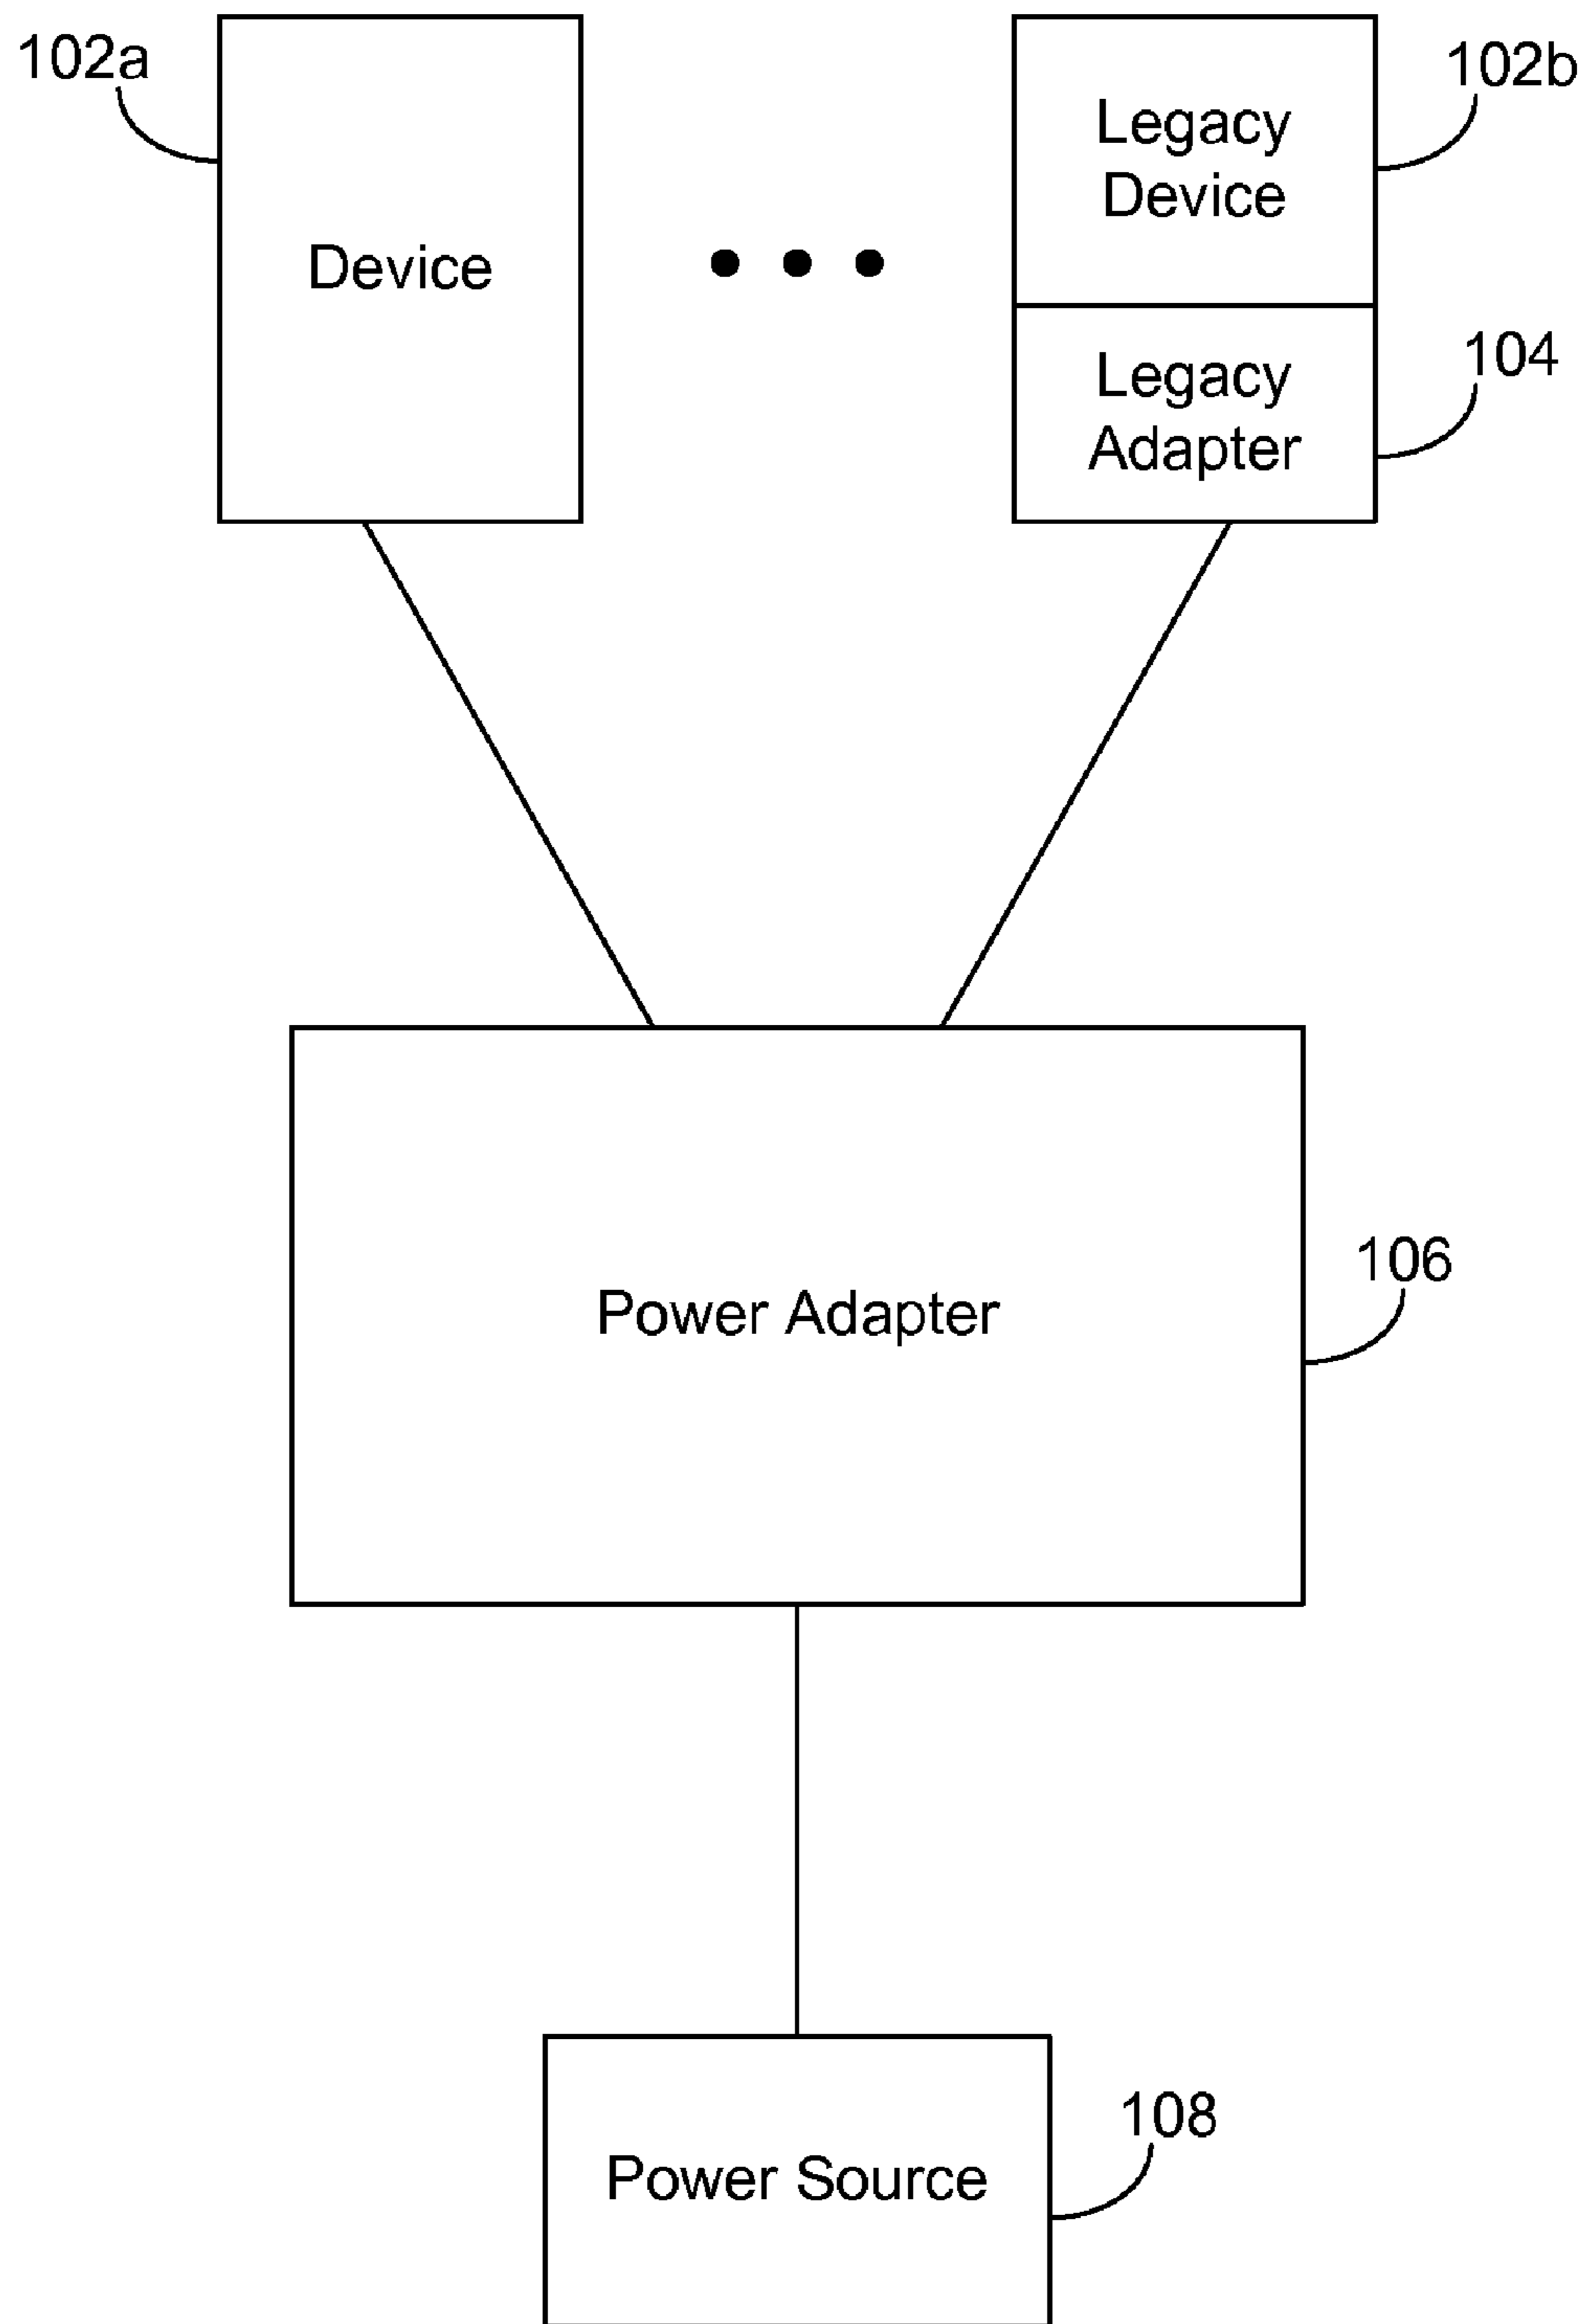 102a
Device
Legacy
Device
102b
Legacy
Adapter
104
Power Adapter
106
Power Source
108